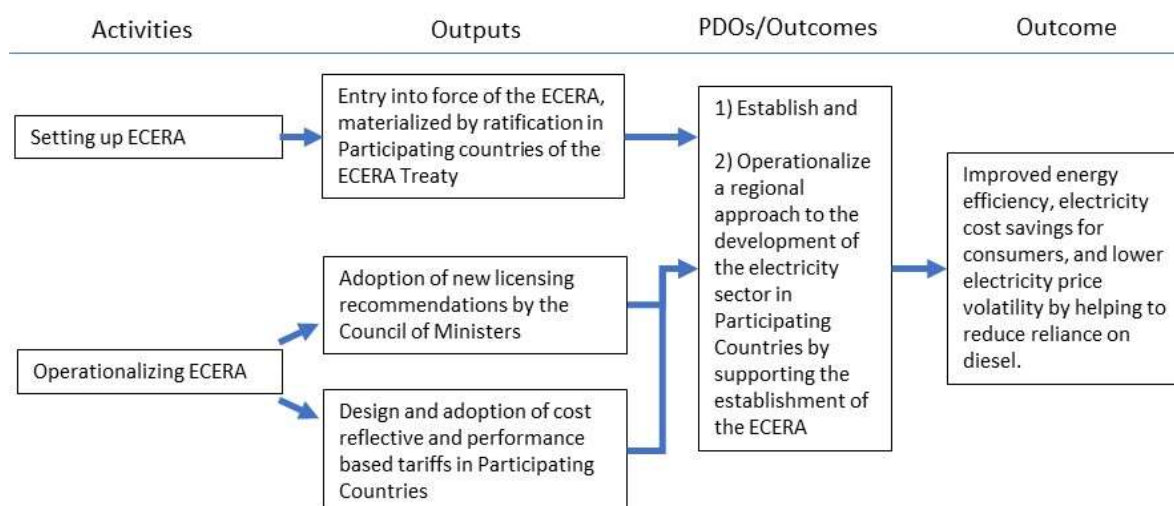 Activities
Outputs
PDOs/Outcomes
Outcome
Setting up ECERA
Entry into force of the ECERA,
materialized by ratification in
Participating countries of the
ECERA Treaty
Operationalizing ECERA
Adoption of new licensing
recommendations by the
Council of Ministers
Design and adoption of cost
reflective and performance
based tariffs in Participating
Countries
1) Establish and
2) Operationalize
a regional
approach to the
development of
the electricity
sector in
Participating
Countries by
supporting the
establishment of
the ECERA
Improved energy
efficiency, electricity
cost savings for
consumers, and lower
electricity price
volatility by helping to
reduce reliance on
diesel.